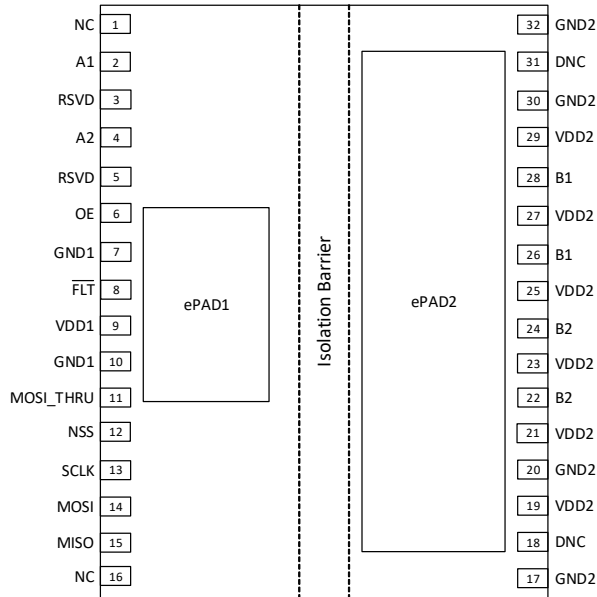 NC 1
A1 2
RSVD 3
A2 4
RSVD 5
OE 6
GND1 7
FLT 8
VDD1 9
GND1 10
MOSI_THRU 11
NSS 12
SCLK 13
MOSI 14
MISO 15
NC 16
ePAD1
Isolation Barrier
ePAD2
32 GND2
31 DNC
30 GND2
29 VDD2
28 B1
27 VDD2
26 B1
25 VDD2
24 B2
23 VDD2
22 B2
21 VDD2
20 GND2
19 VDD2
18 DNC
17 GND2